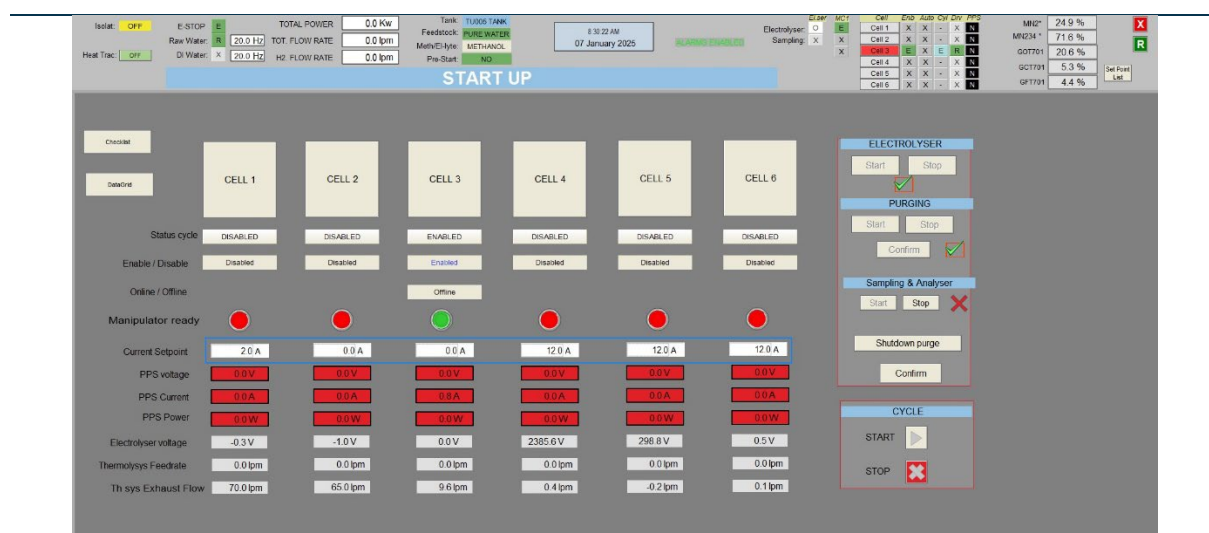 Isolat: OFF E-STOP E TOTAL POWER 0.0 Kw Tank: TU005 TANK
Raw Water: R 20.0 HZ TOT. FLOW RATE 0.0 lpm Feedstock: PURE WATER
Heat Trac: OFF DI Water: X 20.0 HZ H2. FLOW RATE 0.0 lpm Meth/El-lyte: METHANOL
Pre-Start: NO
8:30:22 AM
07 January 2025
ALARMS ENABLED
El.ser MC1
Electrolyser: O E
Sampling: X X
X
Cell Enb Auto Cyl Drv PPS
Cell 1 X X - X N
Cell 2 X X - X N
Cell 3 E X E R N
Cell 4 X X - X N
Cell 5 X X - X N
Cell 6 X X - X N
MN2* 24.9 % X
MN234 * 71.6 % R
GOT701 20.6 %
GCT701 5.3 % Set Point List
GFT701 4.4 %
START UP
Checklist
DataGrid
CELL 1 CELL 2 CELL 3 CELL 4 CELL 5 CELL 6
Status cycle DISABLED DISABLED ENABLED DISABLED DISABLED DISABLED
Enable / Disable Disabled Disabled Enabled Disabled Disabled Disabled
Online / Offline Offline
Manipulator ready
Current Setpoint 2.0 A 0.0 A 0.0 A 12.0 A 12.0 A 12.0 A
PPS voltage 0.0 V 0.0 V 0.0 V 0.0 V 0.0 V 0.0 V
PPS Current 0.0 A 0.0 A 0.8 A 0.0 A 0.0 A 0.0 A
PPS Power 0.0 W 0.0 W 0.0 W 0.0 W 0.0 W 0.0 W
Electrolyser voltage -0.3 V -1.0 V 0.0 V 2385.6 V 298.8 V 0.5 V
Thermolysys Feedrate 0.0 lpm 0.0 lpm 0.0 lpm 0.0 lpm 0.0 lpm 0.0 lpm
Th sys Exhaust Flow 70.0 lpm 65.0 lpm 9.6 lpm 0.4 lpm -0.2 lpm 0.1 lpm
ELECTROLYSER
Start Stop
PURGING
Start Stop
Confirm
Sampling & Analyser
Start Stop
Shutdown purge
Confirm
CYCLE
START
STOP